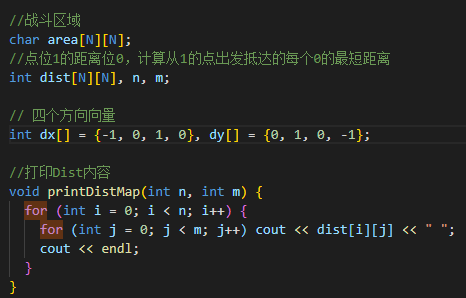 //战斗区域
char area[N][N];
//点位1的距离位0，计算从1的点出发抵达的每个0的最短距离
int dist[N][N], n, m;
// 四个方向向量
int dx[] = {-1, 0, 1, 0}, dy[] = {0, 1, 0, -1};
//打印Dist内容
void printDistMap(int n, int m) {
for (int i = 0; i < n; i++) {
for (int j = 0; j < m; j++) cout << dist[i][j] << " ";
cout << endl;
}
}